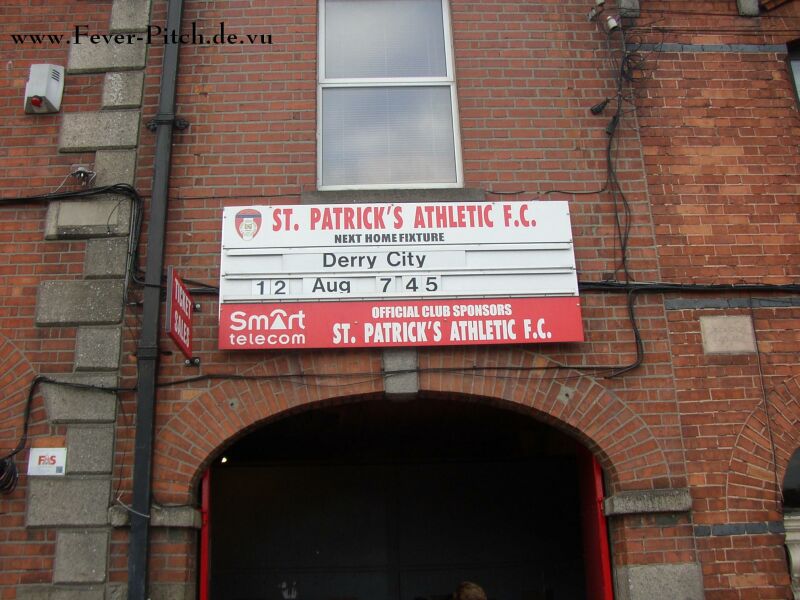 www.Fever-Pitch.de.vu
ST. PATRICK'S ATHLETIC F.C.
NEXT HOME FIXTURE
Derry City
12 Aug 7 45
Smart telecom
OFFICIAL CLUB SPONSORS
ST. PATRICK'S ATHLETIC F.C.
TICKET SALES
FÁS